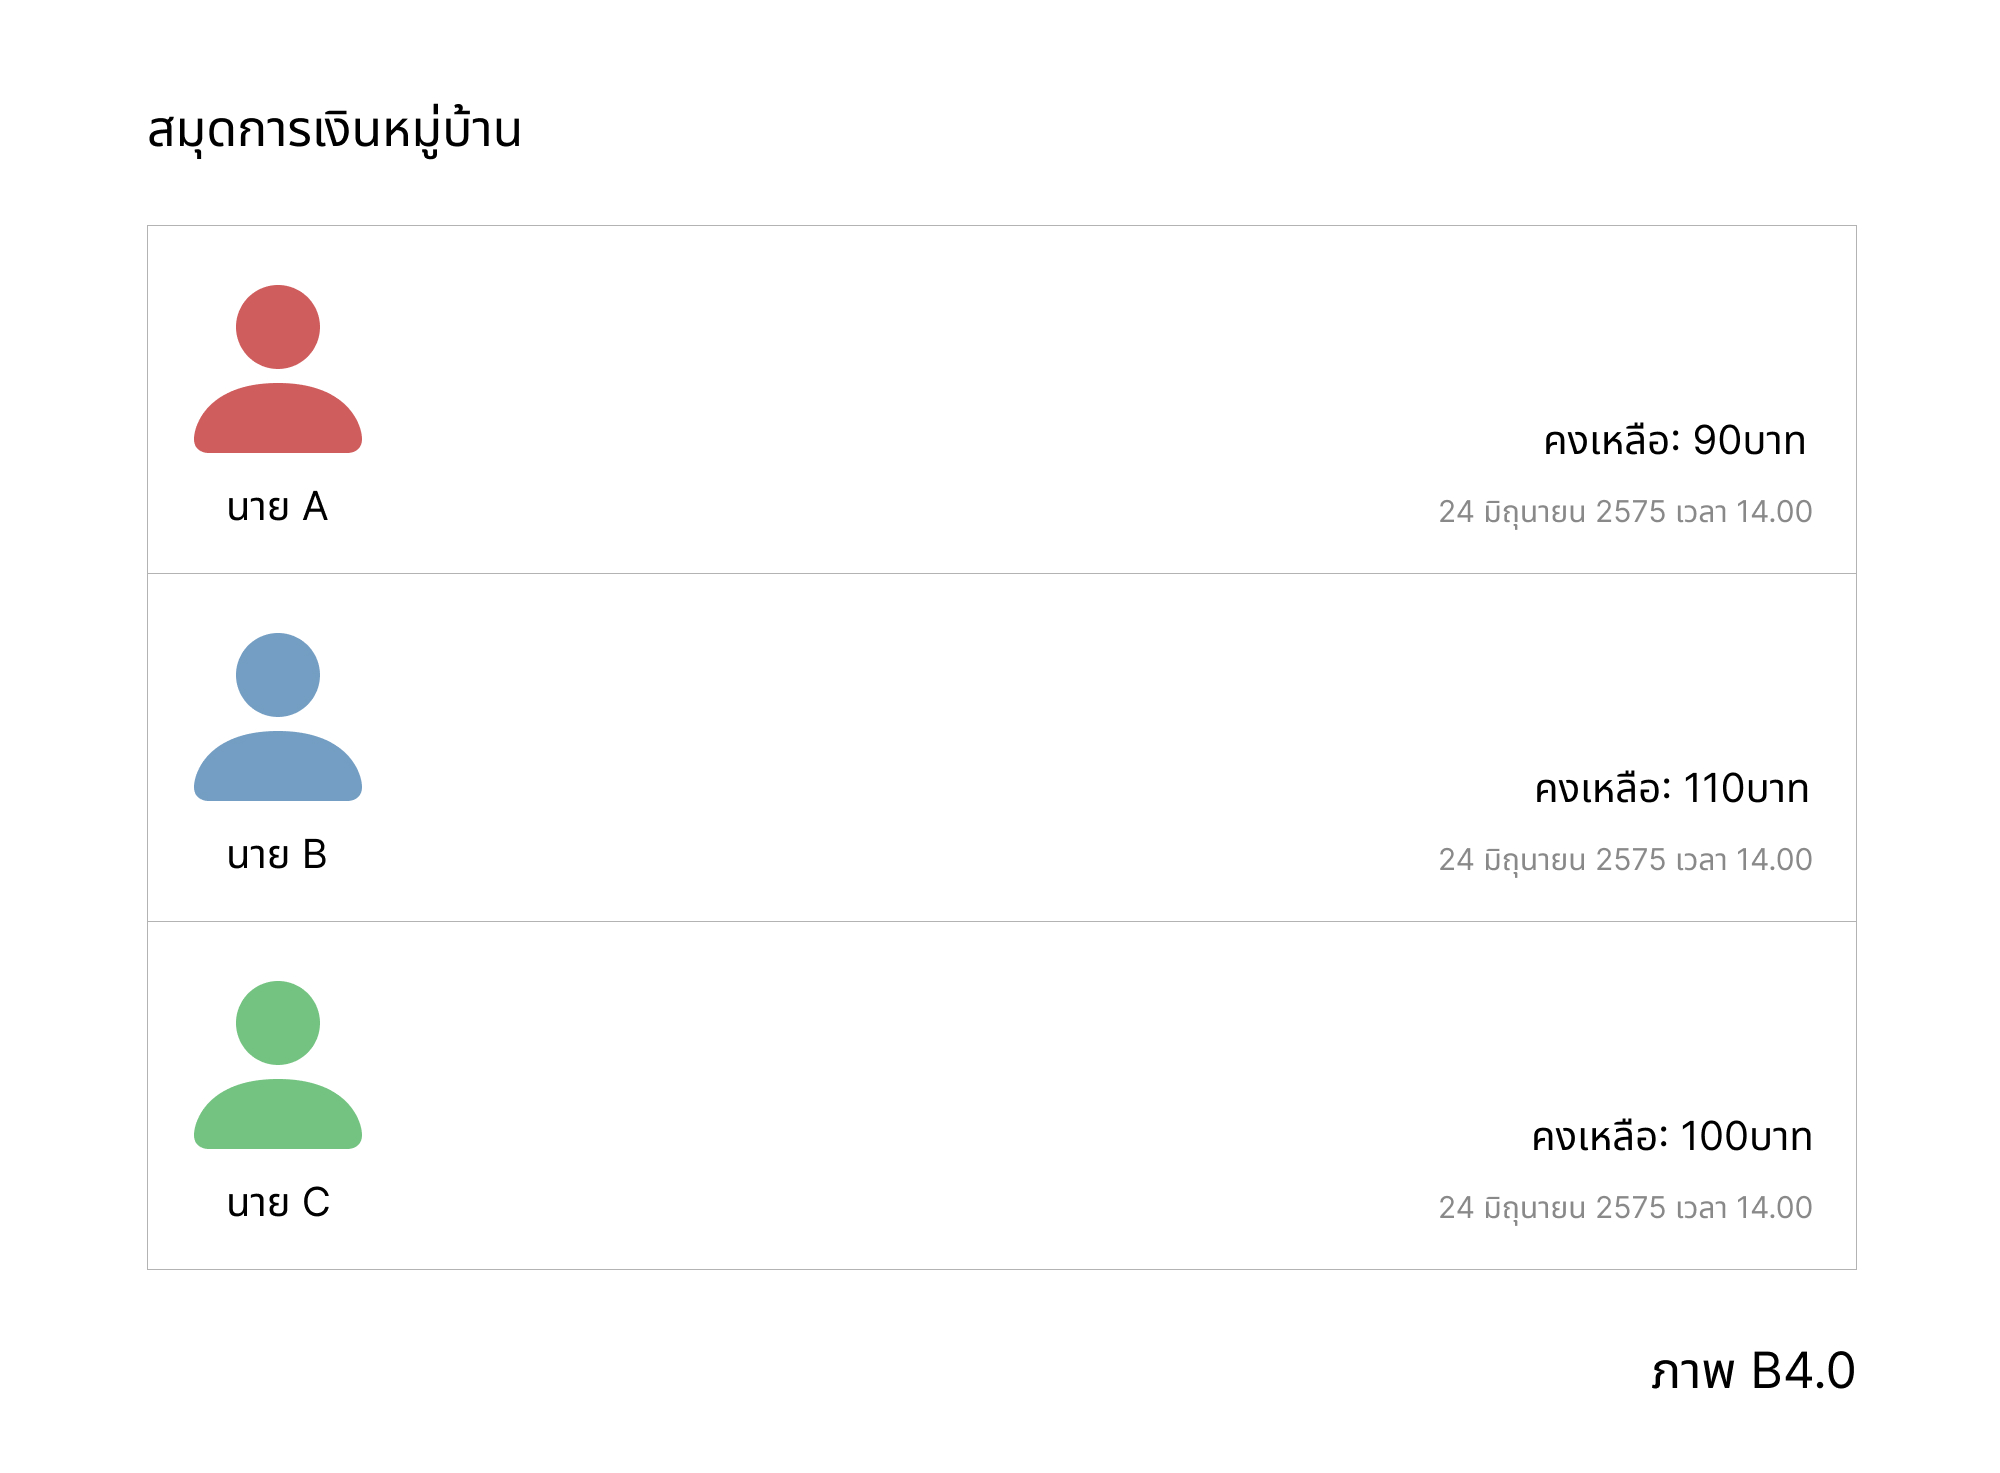 สมุดการเงินหมู่บ้าน
คงเหลือ: 90บาท
นาย A
24 มิถุนายน 2575 เวลา 14.00
คงเหลือ: 110บาท
นาย B
24 มิถุนายน 2575 เวลา 14.00
คงเหลือ: 100บาท
นาย C
24 มิถุนายน 2575 เวลา 14.00
ภาพ B4.0